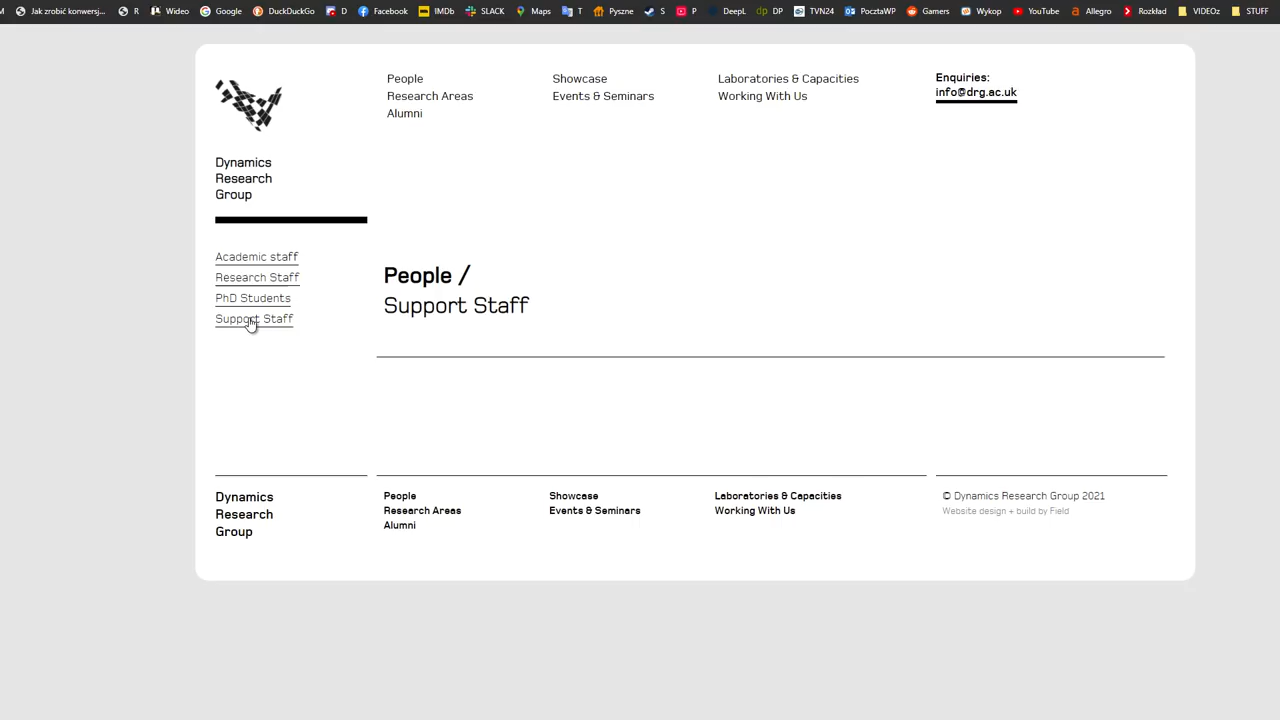 M Jak zrobić konwersj... R Wideo Google DuckDuckGo D Facebook IMDb SLACK Maps T Pyszne S P DeepL DP TVN24 PocztaWP Gamers Wykop YouTube Allegro Rozkład VIDEOz STUFF
People Showcase Laboratories & Capacities Enquiries:
Research Areas Events & Seminars Working With Us info@drg.ac.uk
Alumni
Dynamics
Research
Group
Academic staff
Research Staff
PhD Students
Support Staff
People /
Support Staff
Dynamics
Research
Group
People Showcase Laboratories & Capacities © Dynamics Research Group 2021
Research Areas Events & Seminars Working With Us Website design + build by Field
Alumni